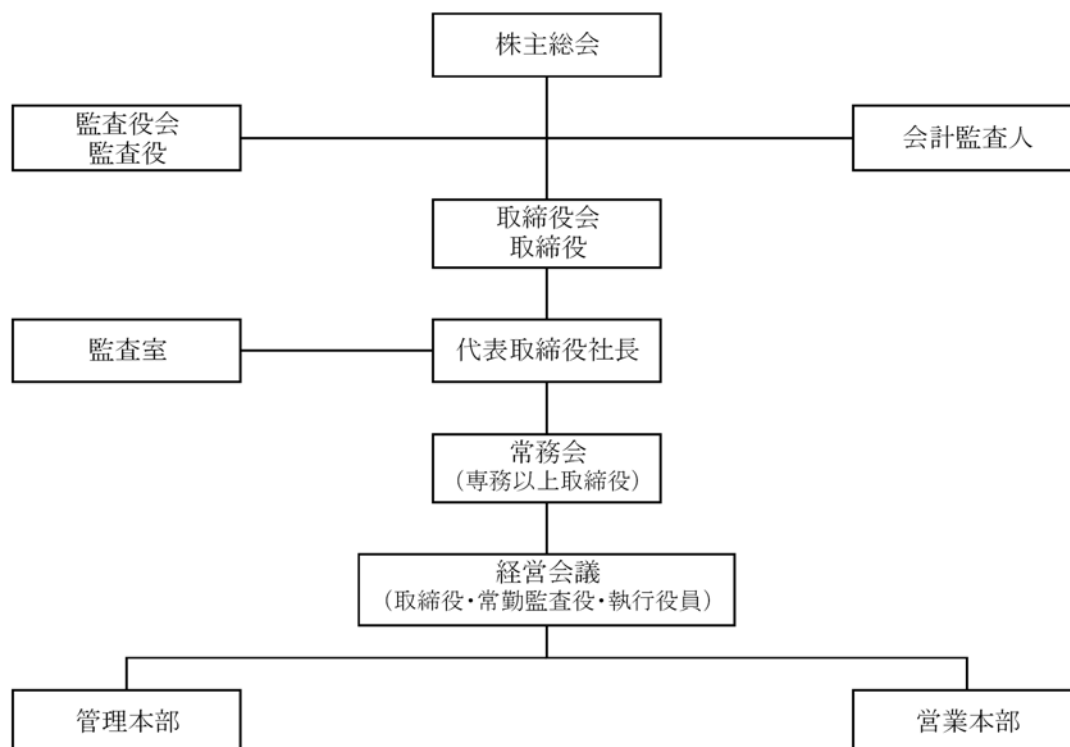 株主総会
監査役会
監査役
会計監査人
取締役会
取締役
監査室
代表取締役社長
常務会
（専務以上取締役）
経営会議
（取締役・常勤監査役・執行役員）
管理本部
営業本部